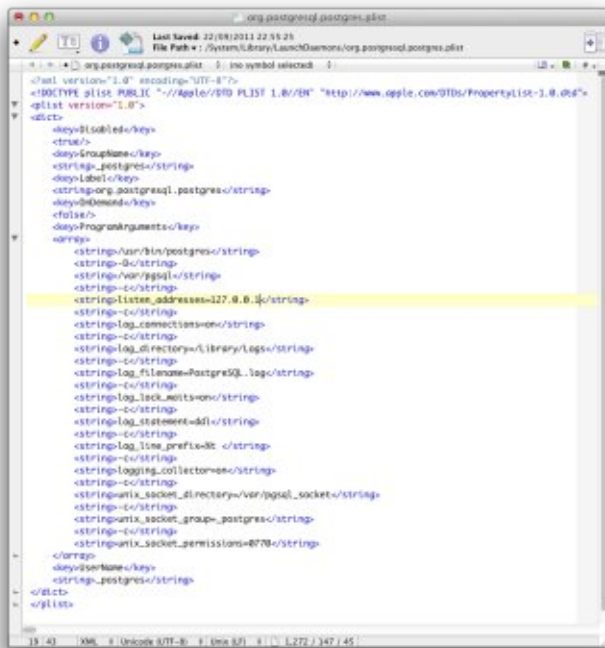 org.postgresql.postgres.plist
Last Saved: 22/09/2011 22:55:25
File Path ▾ : /System/Library/LaunchDaemons/org.postgresql.postgres.plist
org.postgresql.postgres.plist (no symbol selected)
<?xml version="1.0" encoding="UTF-8"?>
<!DOCTYPE plist PUBLIC "-//Apple//DTD PLIST 1.0//EN" "http://www.apple.com/DTDs/PropertyList-1.0.dtd">
<plist version="1.0">
<dict>
<key>Disabled</key>
<true/>
<key>GroupName</key>
<string>_postgres</string>
<key>Label</key>
<string>org.postgresql.postgres</string>
<key>OnDemand</key>
<false/>
<key>ProgramArguments</key>
<array>
<string>/usr/bin/postgres</string>
<string>-D</string>
<string>/var/pgsql</string>
<string>-c</string>
<string>listen_addresses=127.0.0.1</string>
<string>-c</string>
<string>log_connections=on</string>
<string>-c</string>
<string>log_directory=/Library/Logs</string>
<string>-c</string>
<string>log_filename=PostgreSQL.log</string>
<string>-c</string>
<string>log_lock_waits=on</string>
<string>-c</string>
<string>log_statement=ddl</string>
<string>-c</string>
<string>log_line_prefix=%t </string>
<string>-c</string>
<string>logging_collector=on</string>
<string>-c</string>
<string>unix_socket_directory=/var/pgsql_socket</string>
<string>-c</string>
<string>unix_socket_group=_postgres</string>
<string>-c</string>
<string>unix_socket_permissions=0770</string>
</array>
<key>UserName</key>
<string>_postgres</string>
</dict>
</plist>
19 43 XML Unicode (UTF-8) Unix (LF) 1,272 / 147 / 45